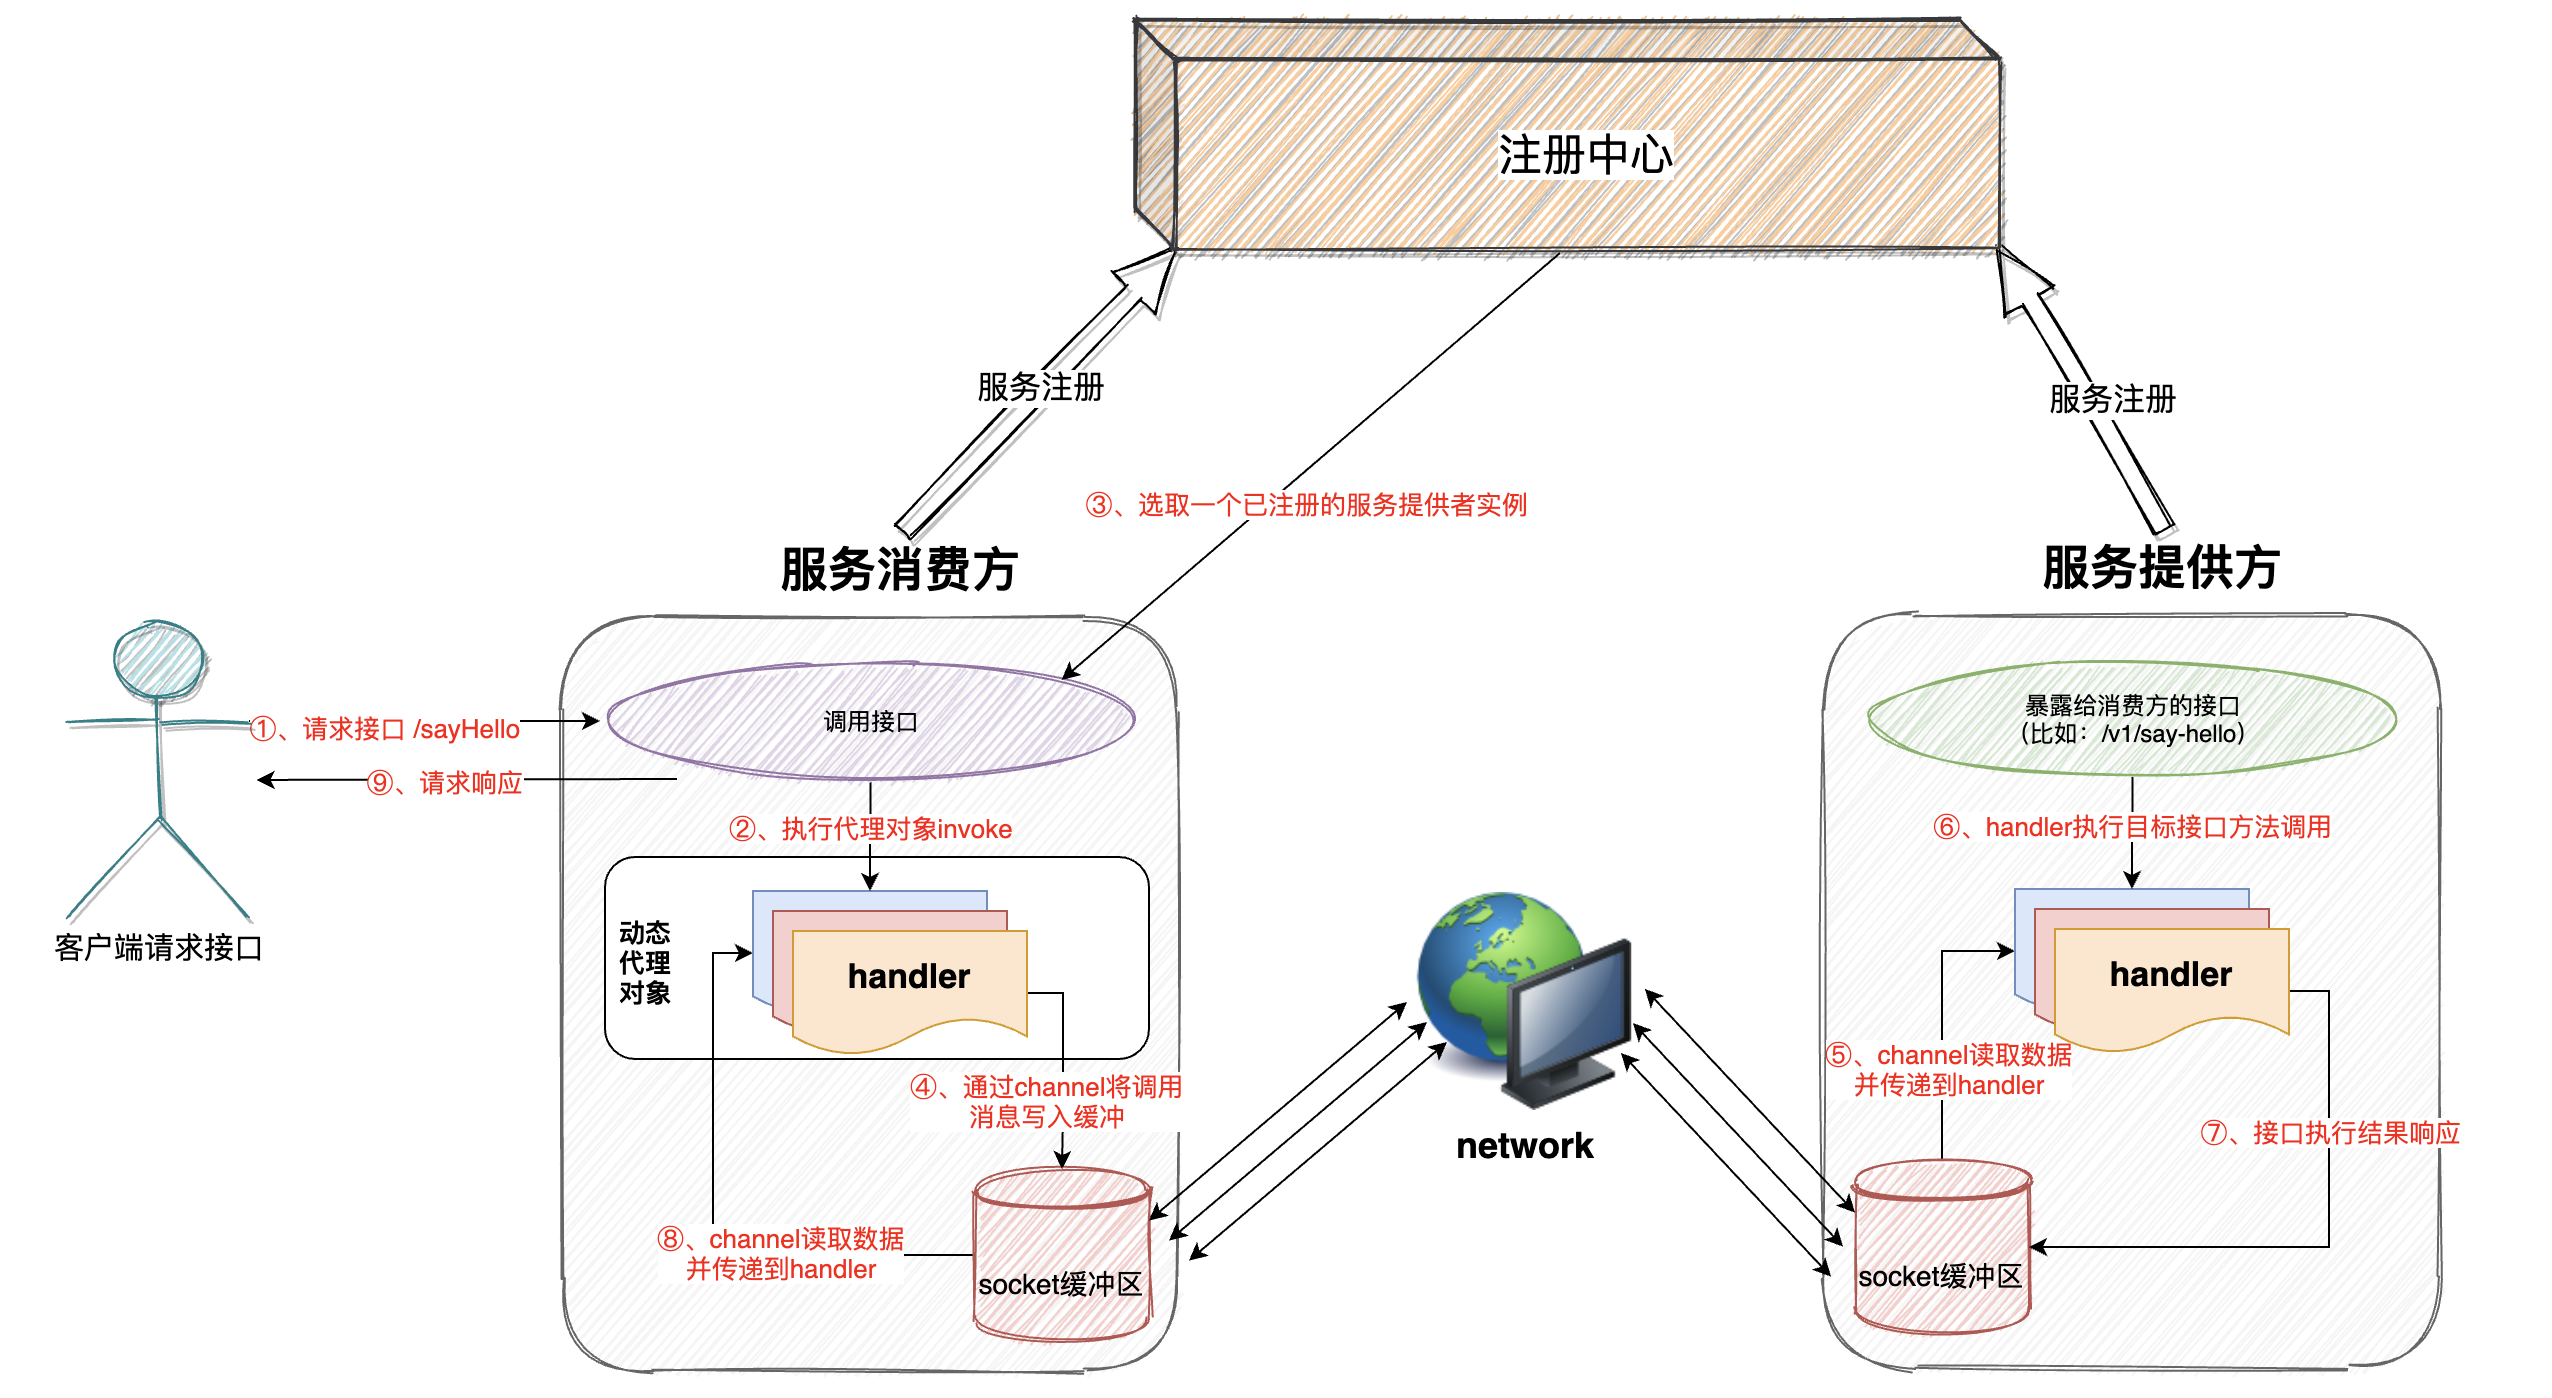 注册中心
服务注册
服务注册
③、选取一个已注册的服务提供者实例
服务消费方
服务提供方
①、请求接口 /sayHello
⑨、请求响应
客户端请求接口
调用接口
②、执行代理对象invoke
动态
代理
对象
handler
④、通过channel将调用
消息写入缓冲
⑧、channel读取数据
并传递到handler
socket缓冲区
network
暴露给消费方的接口
（比如：/v1/say-hello）
⑥、handler执行目标接口方法调用
handler
⑤、channel读取数据
并传递到handler
⑦、接口执行结果响应
socket缓冲区